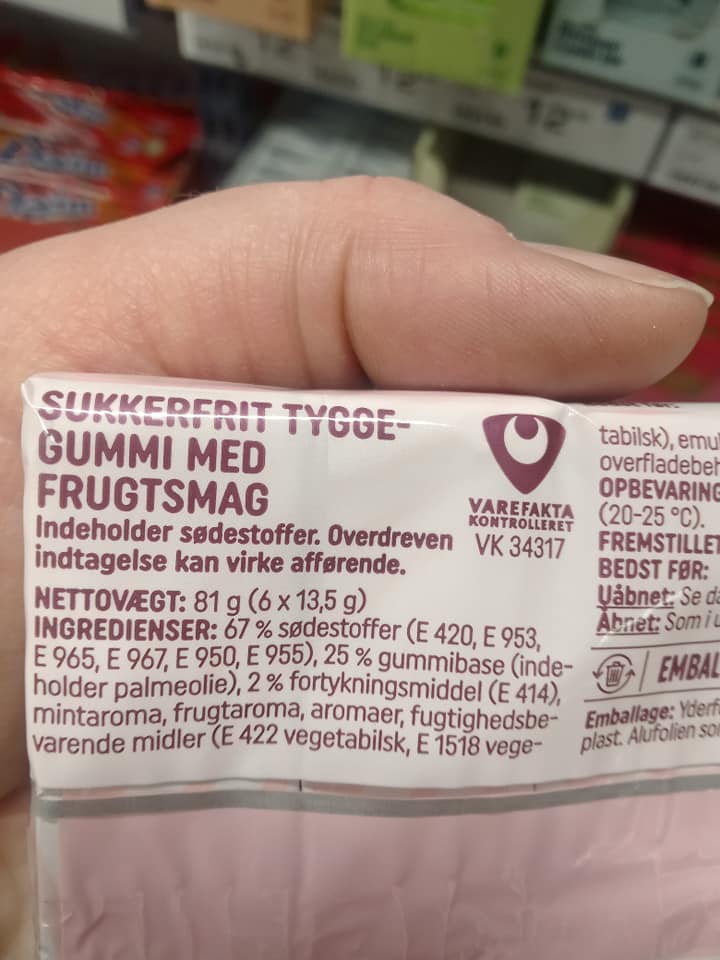 SUKKERFRIT TYGGE-
GUMMI MED
FRUGTSMAG
Indeholder sødestoffer. Overdreven
indtagelse kan virke afførende.
VAREFAKTA
KONTROLLERET
VK 34317
NETTOVÆGT: 81 g (6 x 13,5 g)
INGREDIENSER: 67 % sødestoffer (E 420, E 953,
E 965, E 967, E 950, E 955), 25 % gummibase (inde-
holder palmeolie), 2 % fortykningsmiddel (E 414),
mintaroma, frugtaroma, aromaer, fugtighedsbe-
varende midler (E 422 vegetabilsk, E 1518 vege-
tabilsk), emul
overfladebeh
OPBEVARING
(20-25 °C).
FREMSTILLET
BEDST FØR:
Uåbnet: Se da
Åbnet: Som i u
EMBAL
Emballage: Yderf
plast. Alufolien so
12